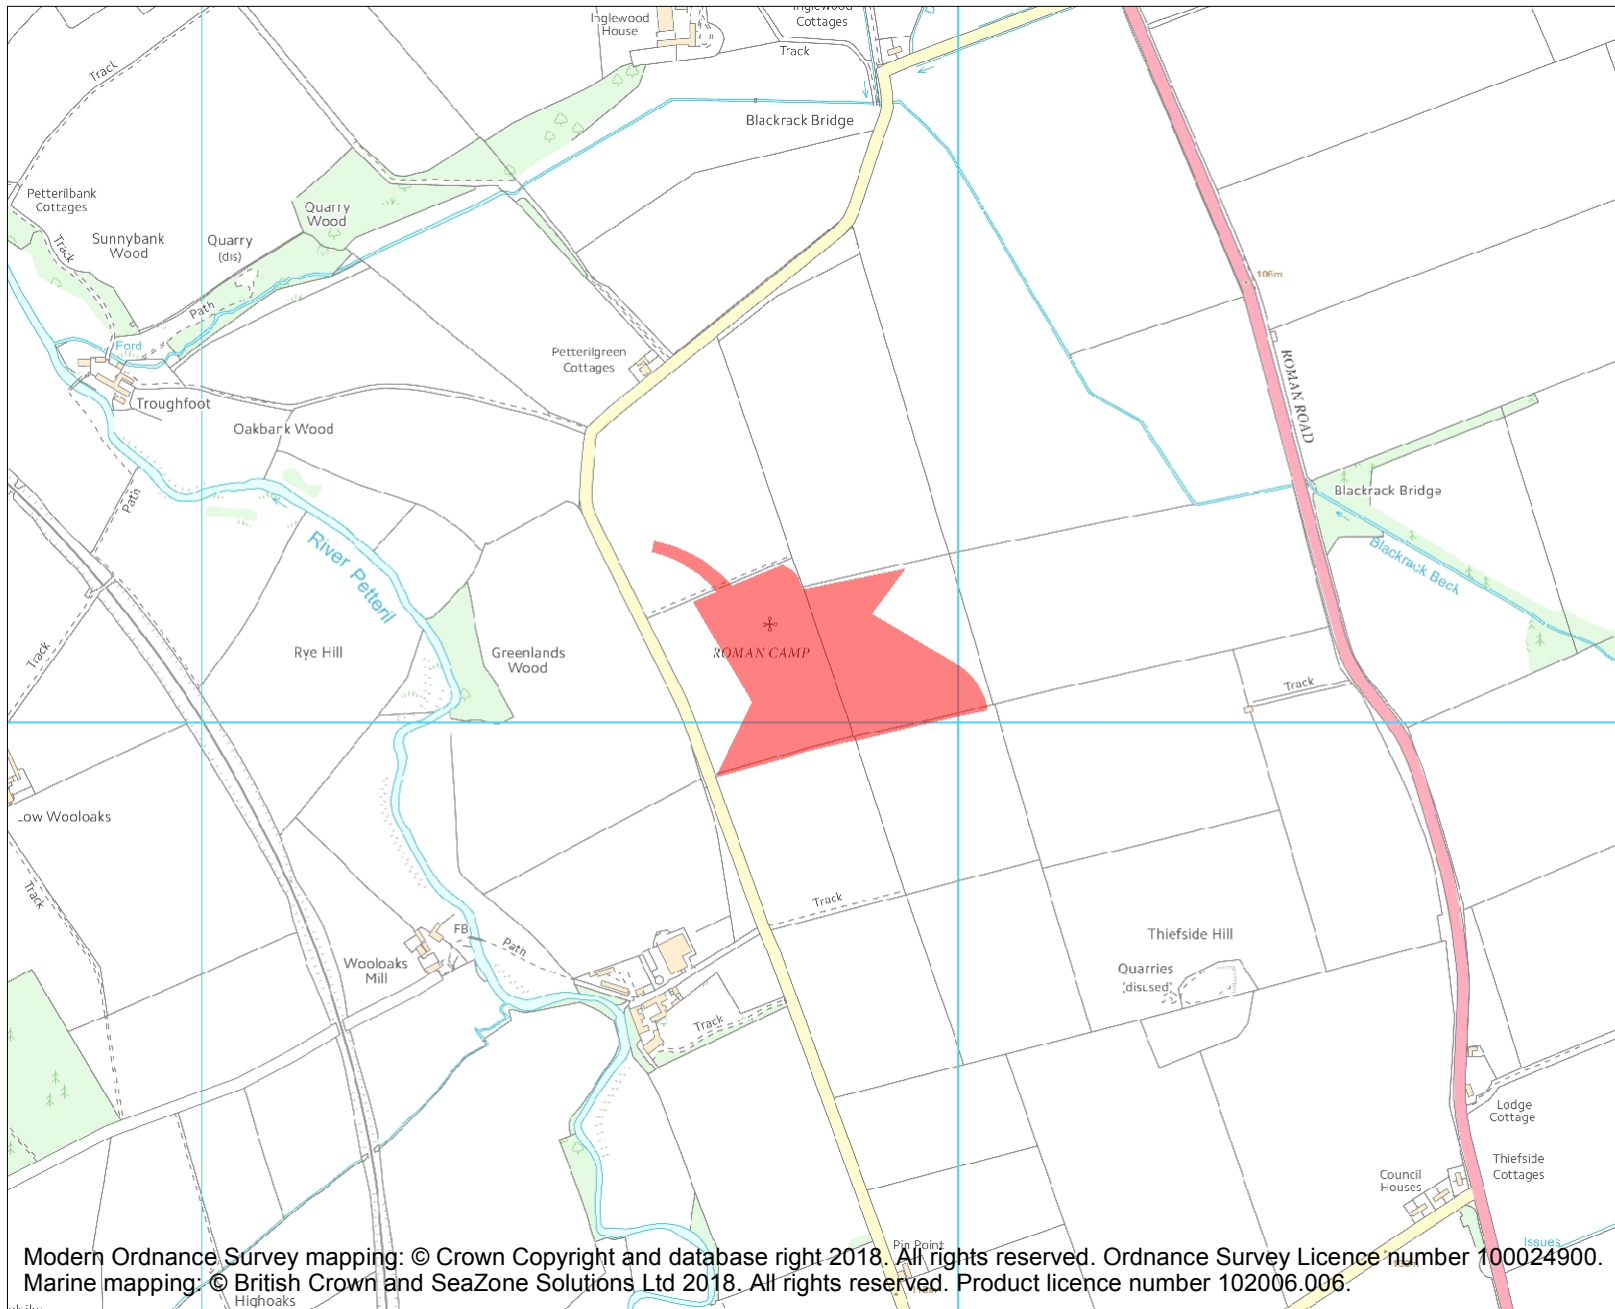 Inglewood
House
Inglewood
Cottages
Track
Track
Blackrack Bridge
Petterilbank
Cottages
Quarry
Wood
Sunnybank
Wood
Quarry
(dis)
Track
Path
106m
Ford
Petterilgreen
Cottages
ROMAN ROAD
Troughfoot
Oakbank Wood
Path
Blackrack Bridge
River Petteril
Blackrack Beck
Track
Rye Hill
Greenlands
Wood
ROMAN CAMP
Track
Low Wooloaks
Track
Track
FB
Path
Wooloaks
Mill
Thiefside Hill
Quarries
(disused)
Track
Lodge
Cottage
Thiefside
Cottages
Council
Houses
Pin Point
Issues
Modern Ordnance Survey mapping: © Crown Copyright and database right 2018. All rights reserved. Ordnance Survey Licence number 100024900.
Marine mapping: © British Crown and SeaZone Solutions Ltd 2018. All rights reserved. Product licence number 102006.006.
Highoaks